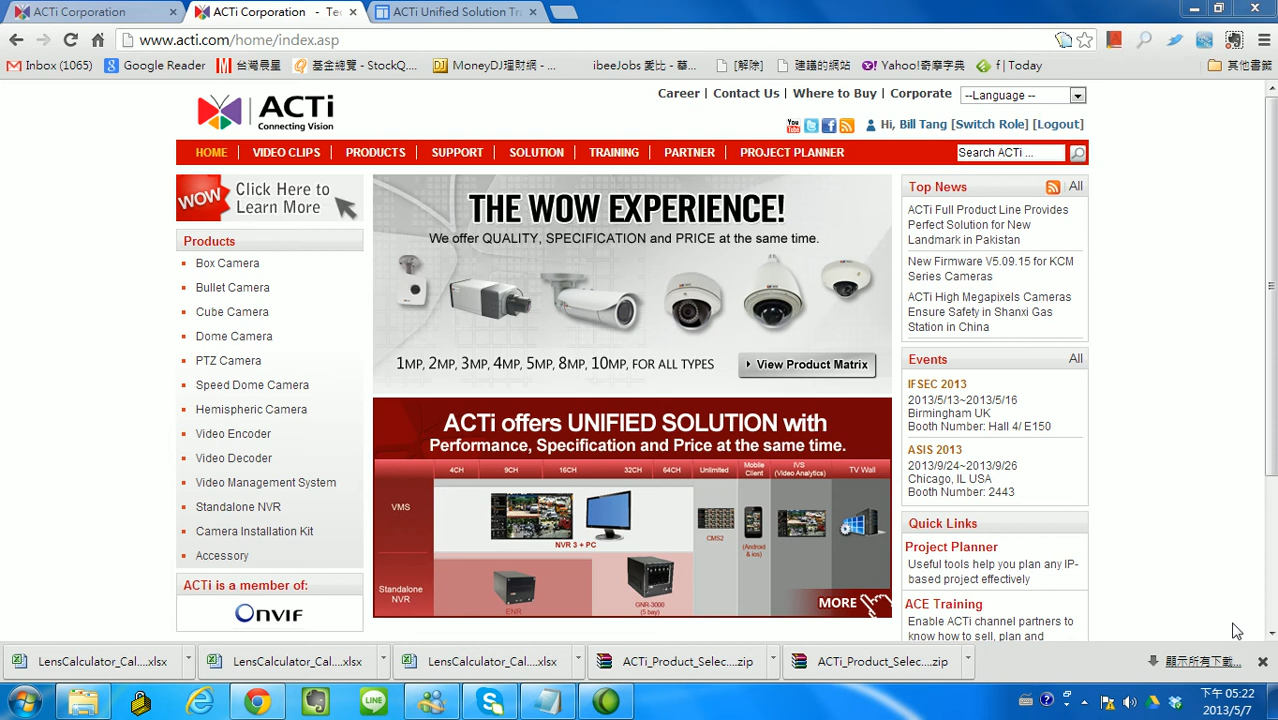 ACTi Corporation
ACTi Corporation - Tec
ACTi Unified Solution Tr
www.acti.com/home/index.asp
Inbox (1065)
Google Reader
台灣尋星
基金總覽 - StockQ....
MoneyDJ理財網 - ...
ibeeJobs 愛比 - 華...
[解除]
建議的網站
Yahoo!奇摩字典
f | Today
其他書籤
ACTi
Connecting Vision
Career | Contact Us | Where to Buy | Corporate
--Language --
You Tube
Hi, Bill Tang [Switch Role] [Logout]
HOME
VIDEO CLIPS
PRODUCTS
SUPPORT
SOLUTION
TRAINING
PARTNER
PROJECT PLANNER
Search ACTi ...
WOW
Click Here to
Learn More
Products
Box Camera
Bullet Camera
Cube Camera
Dome Camera
PTZ Camera
Speed Dome Camera
Hemispheric Camera
Video Encoder
Video Decoder
Video Management System
Standalone NVR
Camera Installation Kit
Accessory
ACTi is a member of:
ONVIF
THE WOW EXPERIENCE!
We offer QUALITY, SPECIFICATION and PRICE at the same time.
1MP, 2MP, 3MP, 4MP, 5MP, 8MP, 10MP, FOR ALL TYPES
View Product Matrix
ACTi offers UNIFIED SOLUTION with
Performance, Specification and Price at the same time.
4CH
9CH
16CH
32CH
64CH
Unlimited
Mobile
Client
IVS
(Video Analytics)
TV Wall
VMS
NVR 3 + PC
CMS2
(Android
& ios)
Standalone
NVR
ENR
GNR-3000
(5 bay)
MORE
Top News
All
ACTi Full Product Line Provides
Perfect Solution for New
Landmark in Pakistan
New Firmware V5.09.15 for KCM
Series Cameras
ACTi High Megapixels Cameras
Ensure Safety in Shanxi Gas
Station in China
Events
All
IFSEC 2013
2013/5/13~2013/5/16
Birmingham UK
Booth Number: Hall 4/ E150
ASIS 2013
2013/9/24~2013/9/26
Chicago, IL USA
Booth Number: 2443
Quick Links
Project Planner
Useful tools help you plan any IP-
based project effectively
ACE Training
Enable ACTi channel partners to
know how to sell, plan and
LensCalculator_Cal....xlsx
LensCalculator_Cal....xlsx
LensCalculator_Cal....xlsx
ACTi_Product_Selec....zip
ACTi_Product_Selec....zip
顯示所有下載...
LINE
下午 05:22
2013/5/7